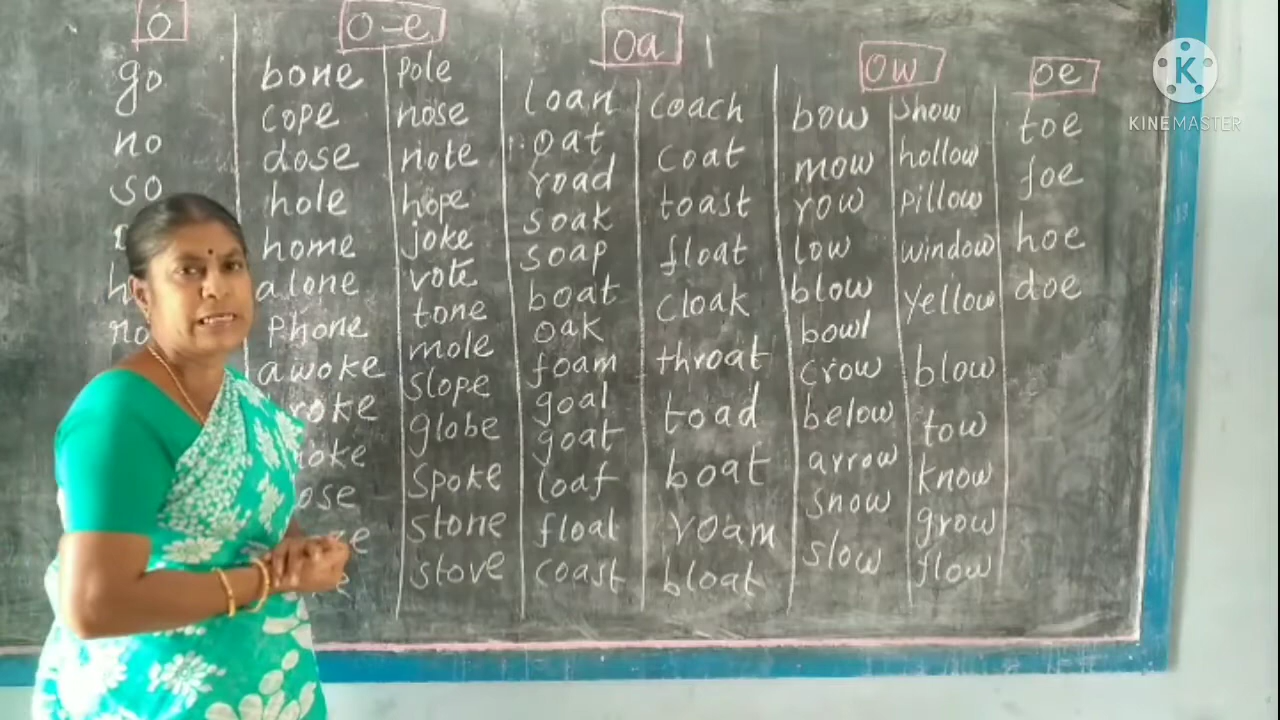 o
go
no
so
o-e
bone
cope
dose
hole
home
alone
phone
awoke
pole
nose
note
hope
joke
vote
tone
mole
slope
globe
spoke
stone
stove
oa
loan
oat
road
soak
soap
boat
oak
foam
goal
goat
loaf
float
coast
coach
coat
toast
float
cloak
throat
toad
boat
roam
bloat
ow
bow
mow
row
low
blow
bowl
crow
below
arrow
snow
slow
show
hollow
pillow
window
yellow
blow
tow
know
grow
flow
oe
toe
foe
hoe
doe
K
KINEMASTER